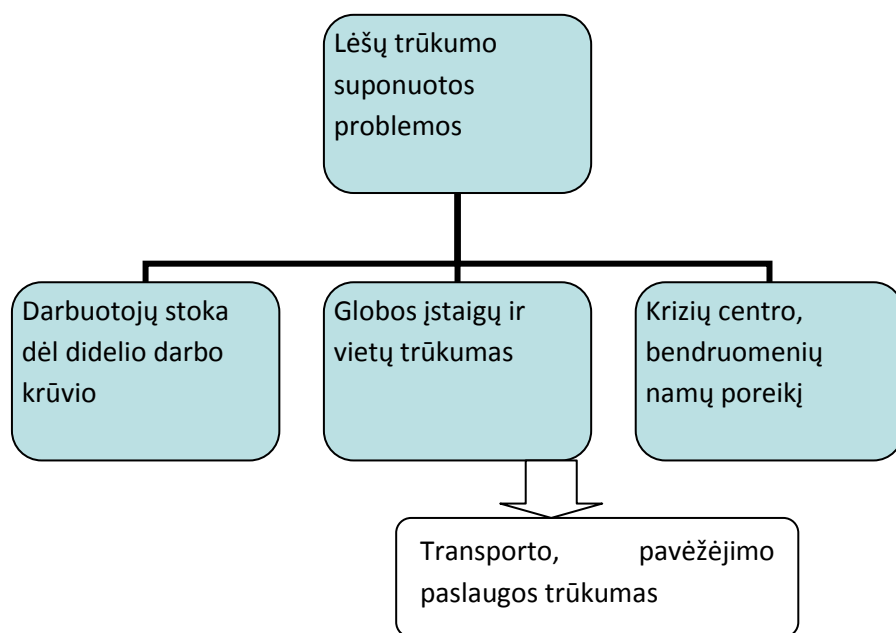 Lėšų trūkumo
suponuotos
problemos
Darbuotojų stoka
dėl didelio darbo
krūvio
Globos įstaigų ir
vietų trūkumas
Krizių centro,
bendruomenių
namų poreikį
Transporto, pavėžėjimo
paslaugos trūkumas